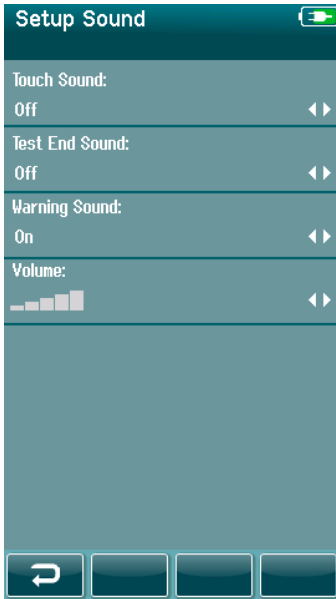 Setup Sound
Touch Sound:
Off
Test End Sound:
Off
Warning Sound:
On
Volume: